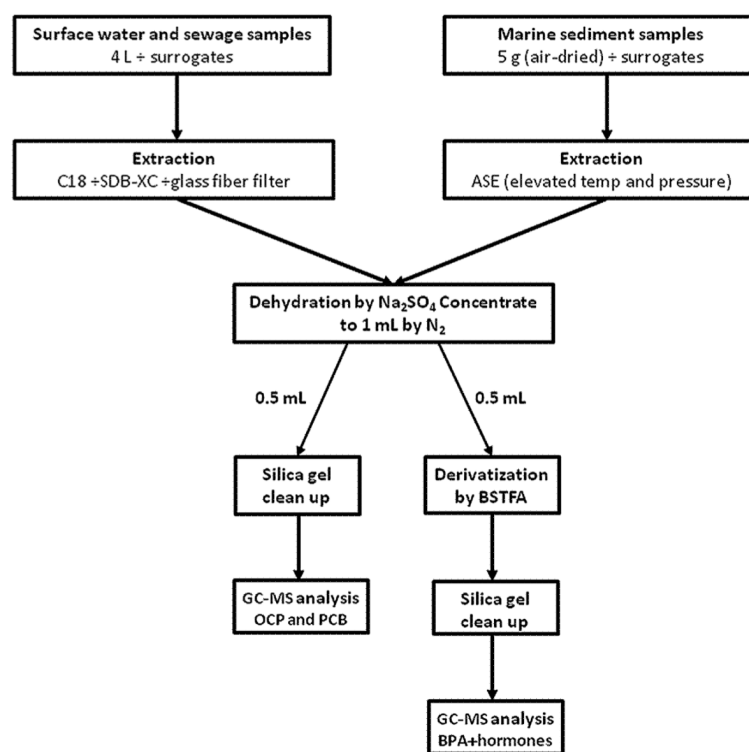 Surface water and sewage samples
4 L ÷ surrogates
Marine sediment samples
5 g (air-dried) ÷ surrogates
Extraction
C18 ÷SDB-XC ÷glass fiber filter
Extraction
ASE (elevated temp and pressure)
Dehydration by Na₂SO₄ Concentrate
to 1 mL by N₂
0.5 mL
0.5 mL
Silica gel
clean up
Derivatization
by BSTFA
GC-MS analysis
OCP and PCB
Silica gel
clean up
GC-MS analysis
BPA+hormones